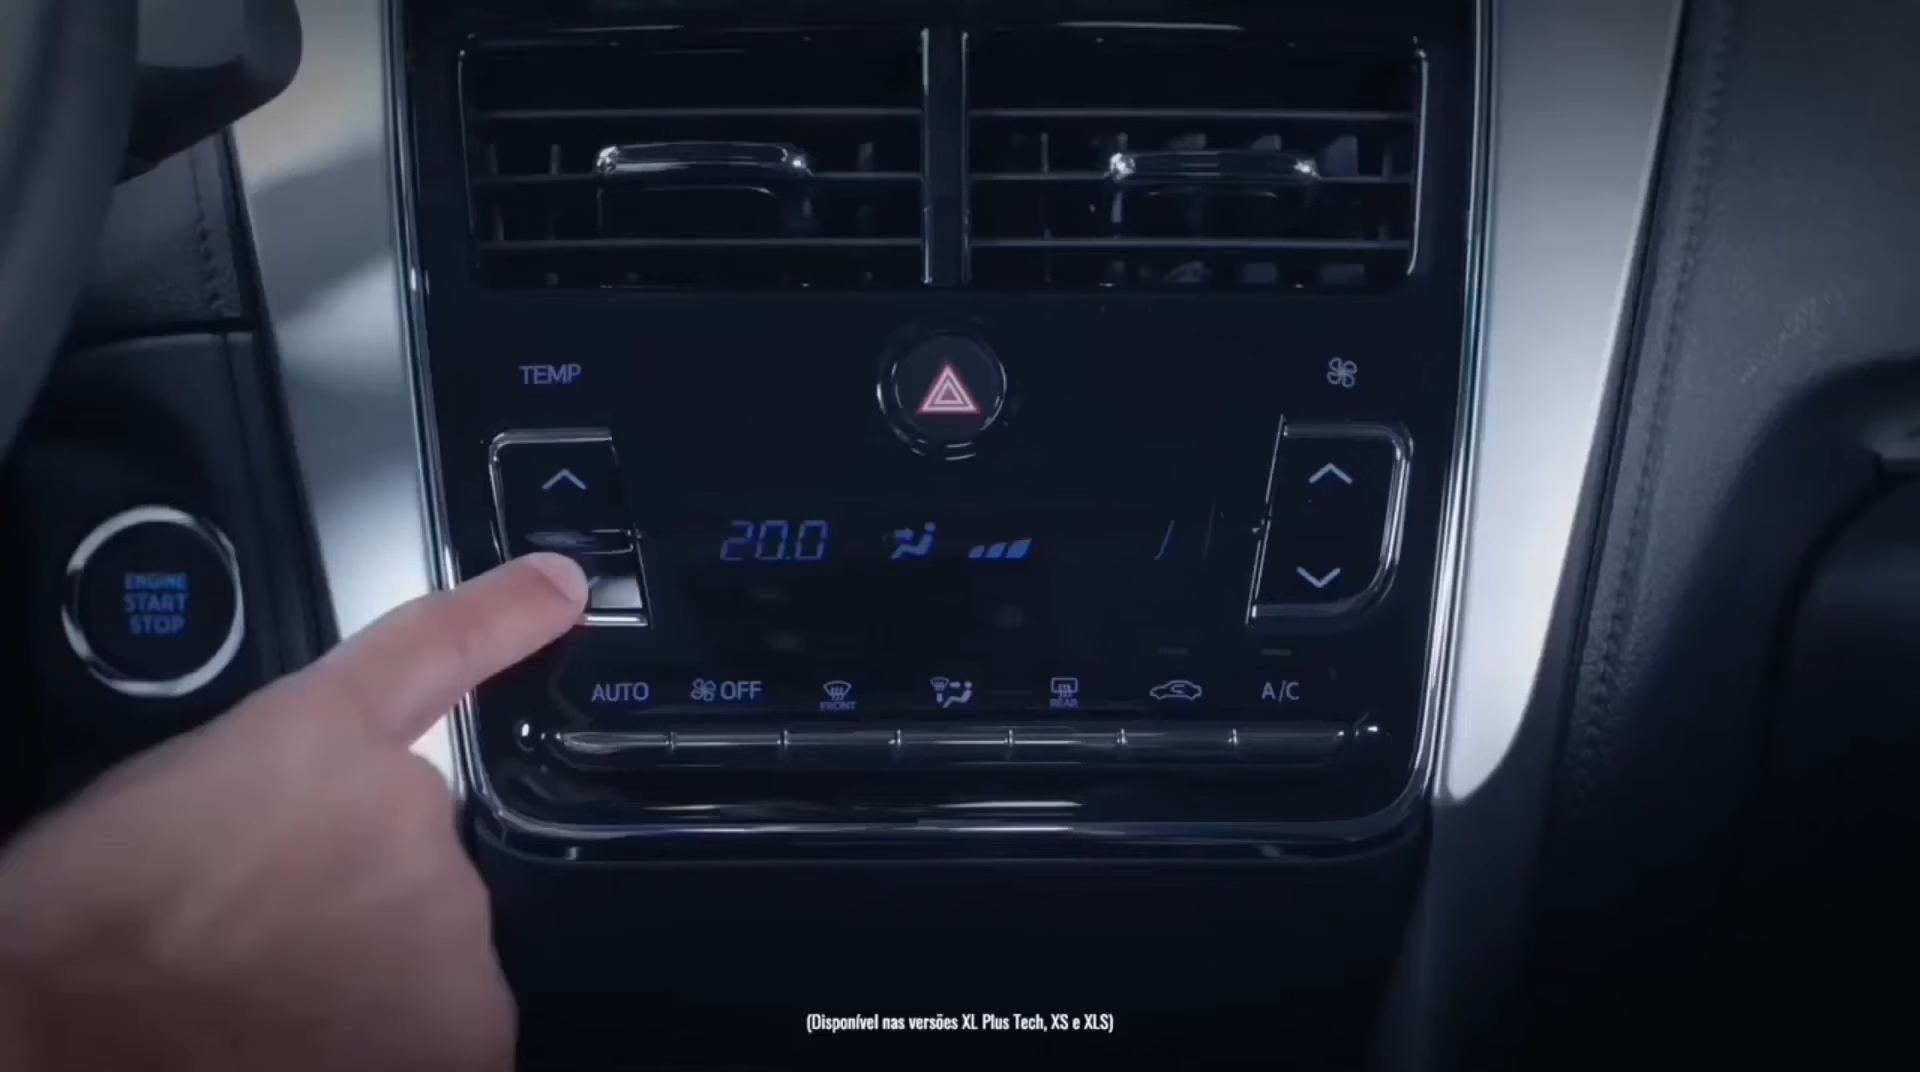 TEMP
20.0
ENGINE
START
STOP
AUTO
OFF
FRONT
REAR
A/C
(Disponível nas versões XL Plus Tech, XS e XLS)